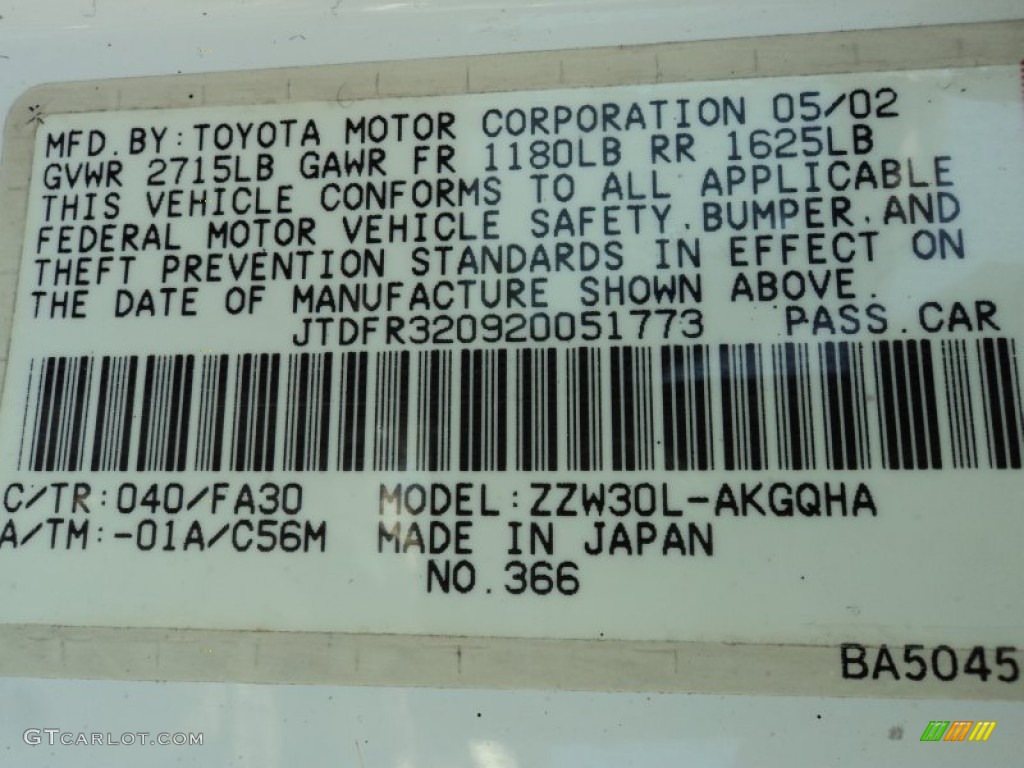 MFD. BY: TOYOTA MOTOR CORPORATION 05/02
GVWR 2715LB GAWR FR 1180LB RR 1625LB
THIS VEHICLE CONFORMS TO ALL APPLICABLE
FEDERAL MOTOR VEHICLE SAFETY. BUMPER. AND
THEFT PREVENTION STANDARDS IN EFFECT ON
THE DATE OF MANUFACTURE SHOWN ABOVE.
JTDFR320920051773 PASS. CAR
C/TR: 040/FA30 MODEL: ZZW30L-AKGQHA
A/TM: -01A/C56M MADE IN JAPAN
NO. 366
BA5045
GTCARLOT.COM